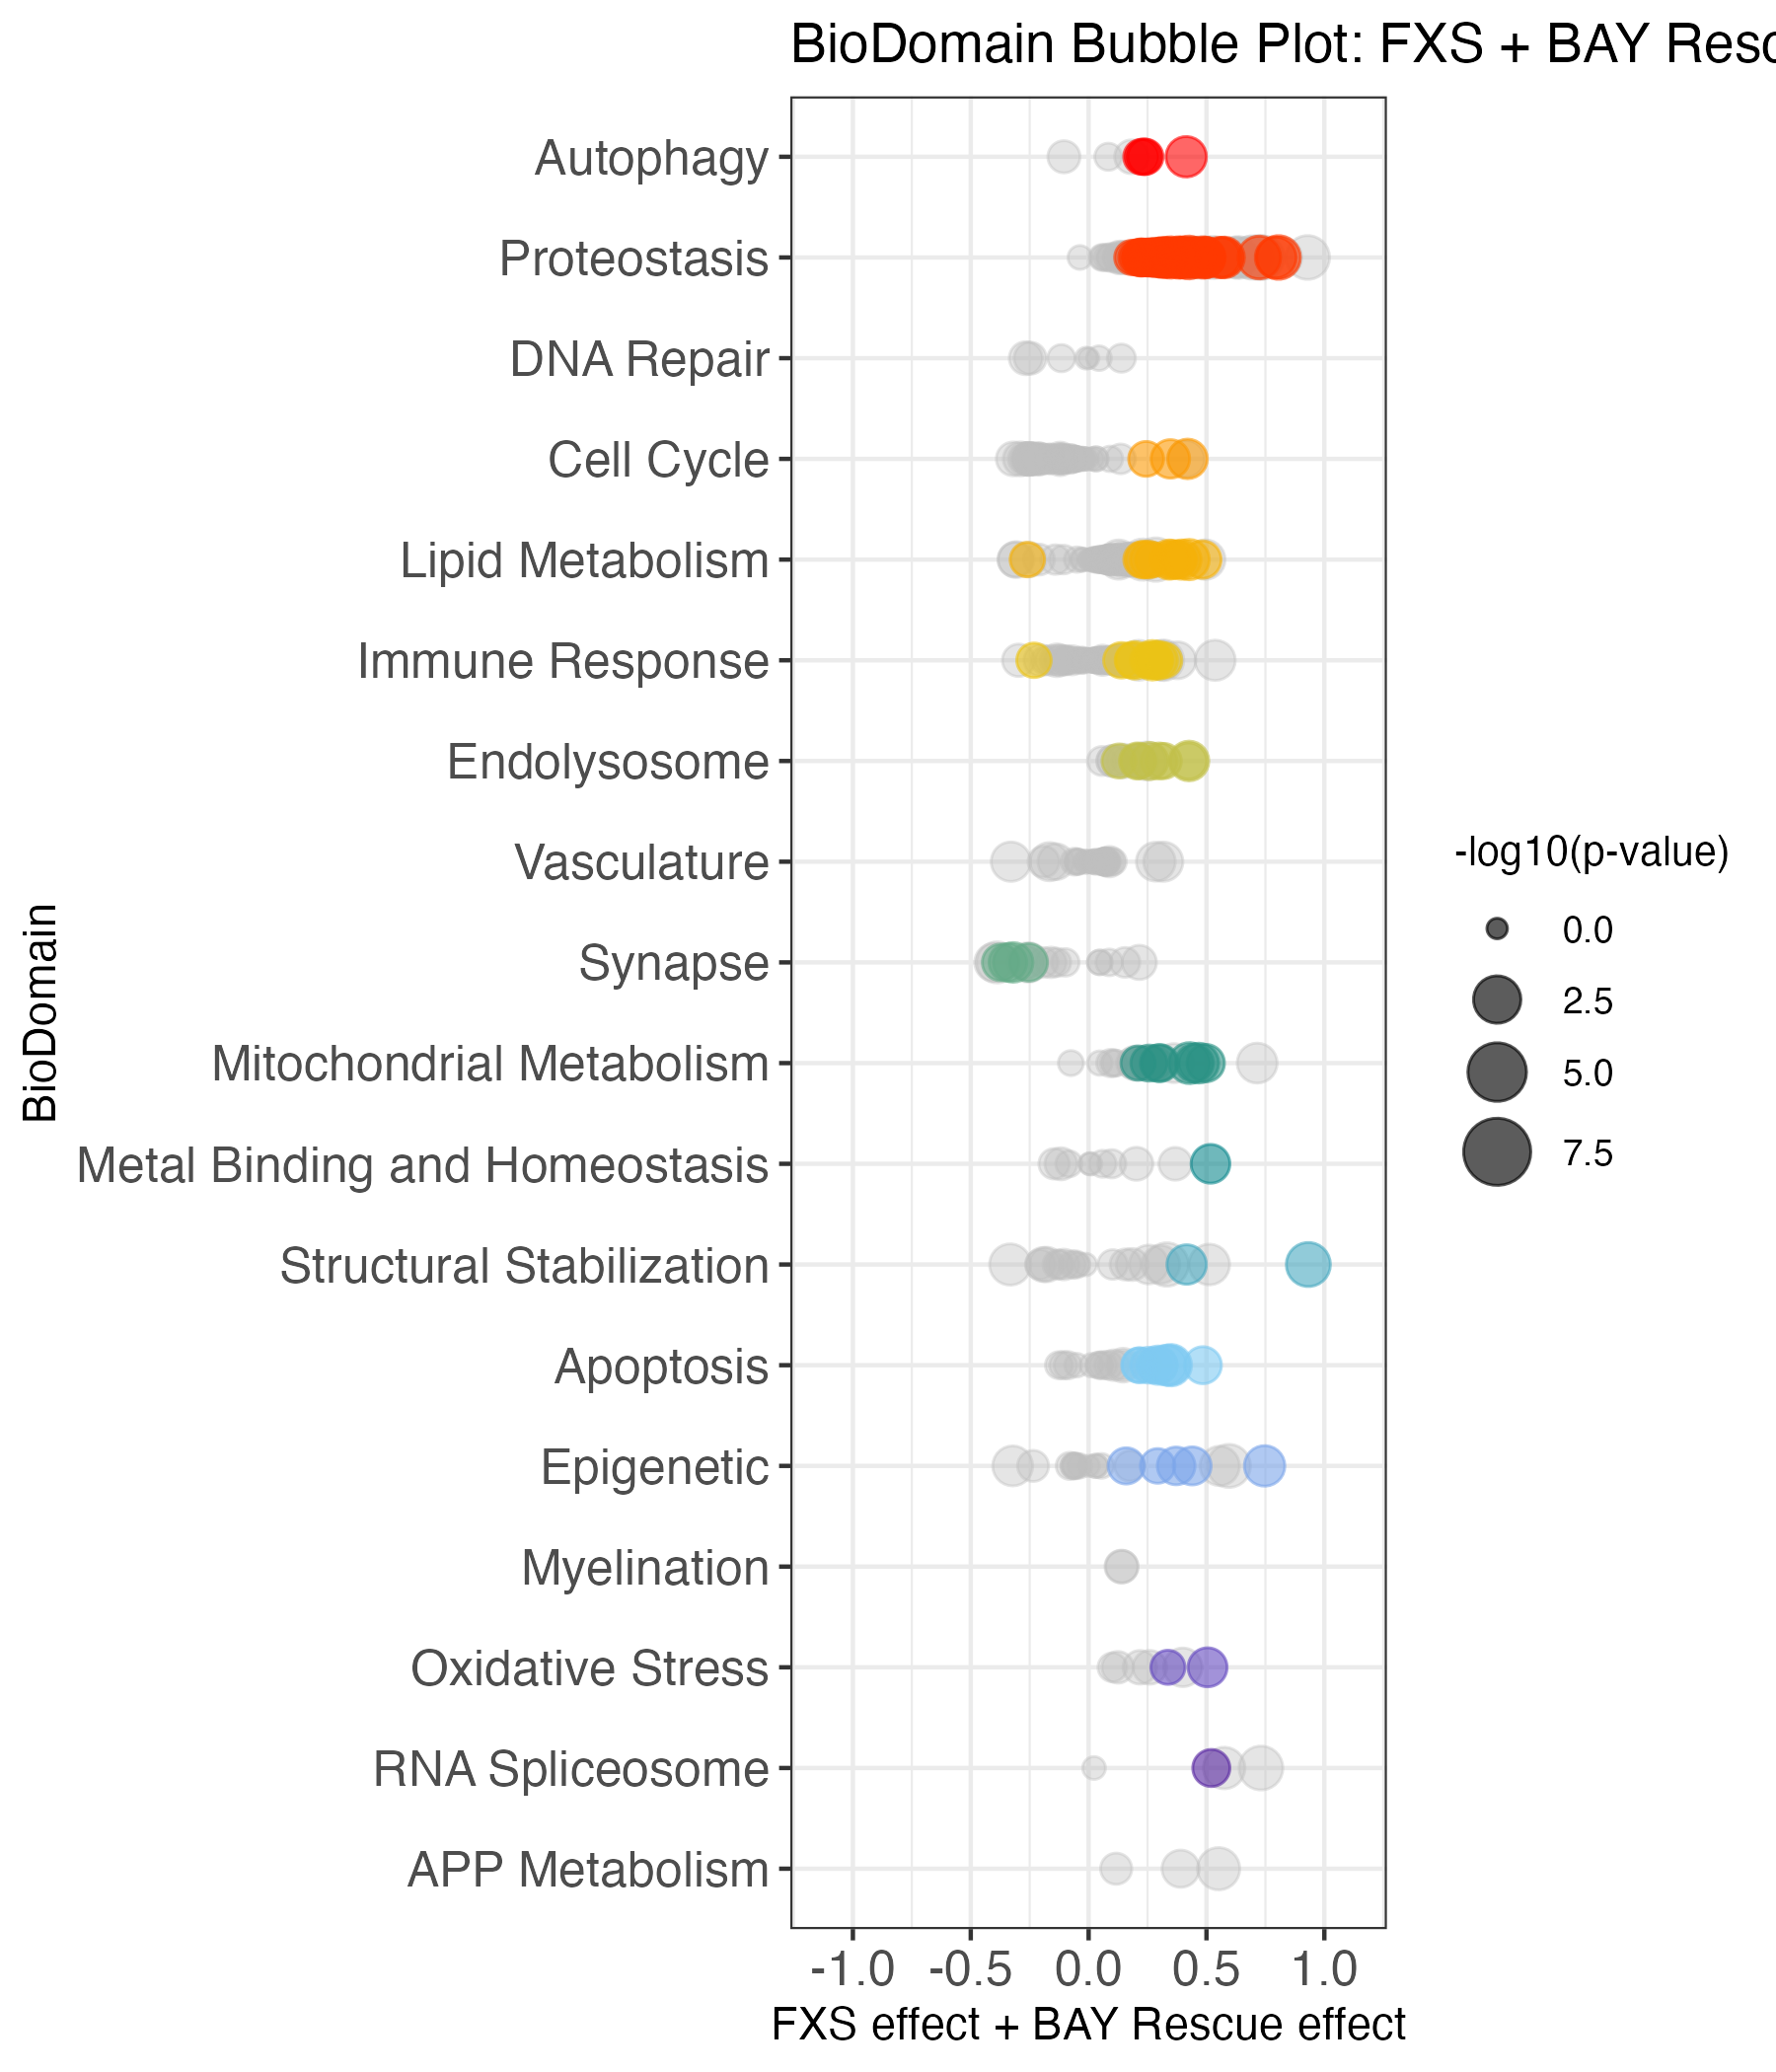 BioDomain Bubble Plot: FXS + BAY Resc
Autophagy
Proteostasis
DNA Repair
Cell Cycle
Lipid Metabolism
Immune Response
Endolysosome
Vasculature
Synapse
Mitochondrial Metabolism
Metal Binding and Homeostasis
Structural Stabilization
Apoptosis
Epigenetic
Myelination
Oxidative Stress
RNA Spliceosome
APP Metabolism
BioDomain
-1.0 -0.5 0.0 0.5 1.0
FXS effect + BAY Rescue effect
-log10(p-value)
0.0
2.5
5.0
7.5